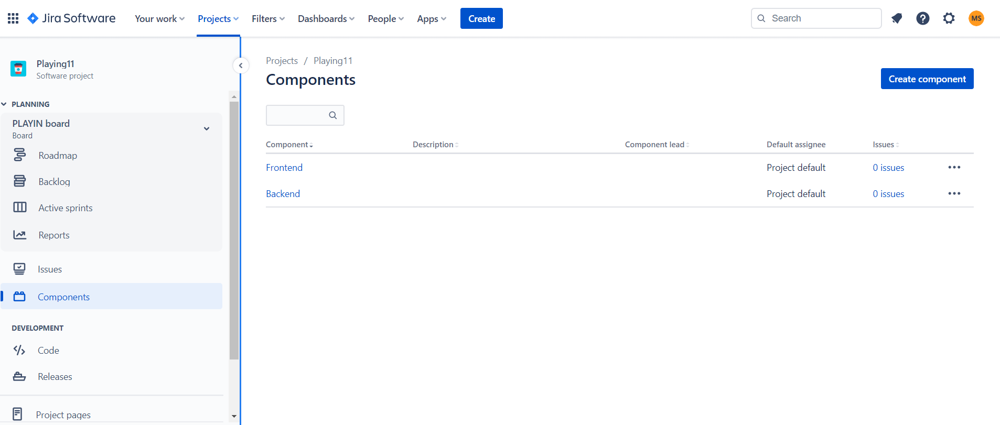 Jira Software Your work Projects Filters Dashboards People Apps Create Search MS
Playing11
Software project
PLANNING
PLAYIN board
Board
Roadmap
Backlog
Active sprints
Reports
Issues
Components
DEVELOPMENT
Code
Releases
Project pages
Projects / Playing11
Components
Create component
Component Description Component lead Default assignee Issues
Frontend Project default 0 issues
Backend Project default 0 issues